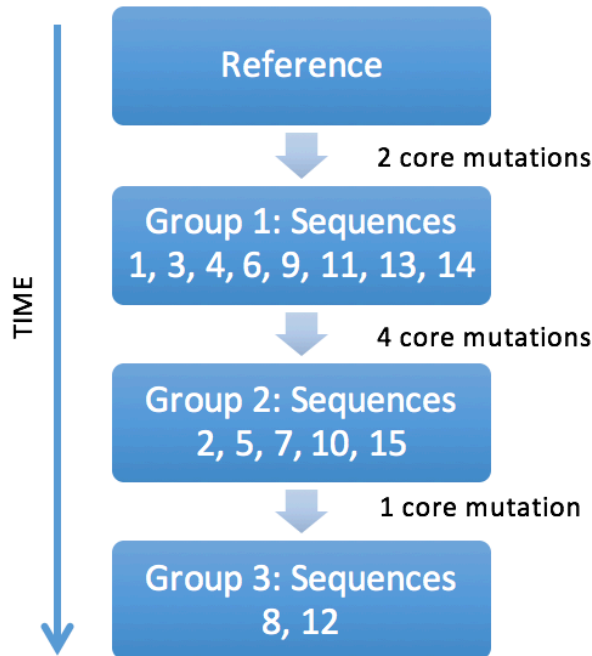 Reference
2 core mutations
Group 1: Sequences
1, 3, 4, 6, 9, 11, 13, 14
TIME
4 core mutations
Group 2: Sequences
2, 5, 7, 10, 15
1 core mutation
Group 3: Sequences
8, 12